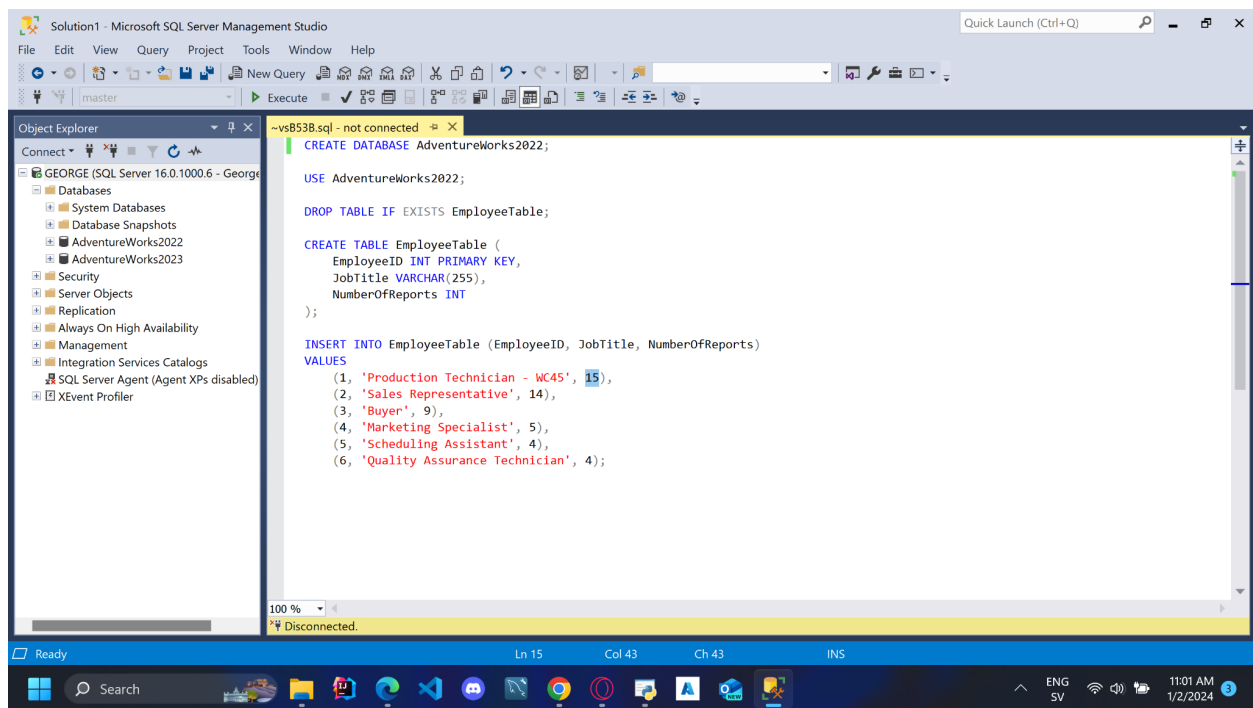 Solution1 - Microsoft SQL Server Management Studio
Quick Launch (Ctrl+Q)
File Edit View Query Project Tools Window Help
New Query MDX DMX XMLA DAX
master Execute
Object Explorer
~vsB53B.sql - not connected
Connect
GEORGE (SQL Server 16.0.1000.6 - George
Databases
System Databases
Database Snapshots
AdventureWorks2022
AdventureWorks2023
Security
Server Objects
Replication
Always On High Availability
Management
Integration Services Catalogs
SQL Server Agent (Agent XPs disabled)
XEvent Profiler
CREATE DATABASE AdventureWorks2022;
USE AdventureWorks2022;
DROP TABLE IF EXISTS EmployeeTable;
CREATE TABLE EmployeeTable (
EmployeeID INT PRIMARY KEY,
JobTitle VARCHAR(255),
NumberOfReports INT
);
INSERT INTO EmployeeTable (EmployeeID, JobTitle, NumberOfReports)
VALUES
(1, 'Production Technician - WC45', 15),
(2, 'Sales Representative', 14),
(3, 'Buyer', 9),
(4, 'Marketing Specialist', 5),
(5, 'Scheduling Assistant', 4),
(6, 'Quality Assurance Technician', 4);
100 %
Disconnected.
Ready Ln 15 Col 43 Ch 43 INS
Search
NEW
ENG
SV
11:01 AM
1/2/2024
3